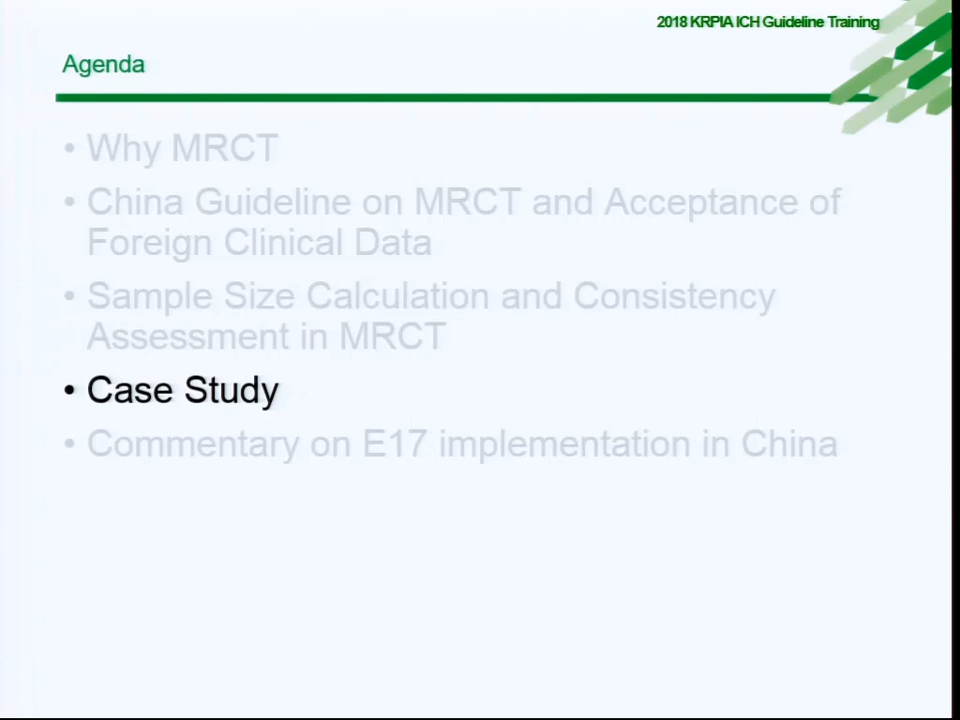 2018 KRPIA ICH Guideline Training
Agenda
• Why MRCT
• China Guideline on MRCT and Acceptance of
Foreign Clinical Data
• Sample Size Calculation and Consistency
Assessment in MRCT
• Case Study
• Commentary on E17 implementation in China